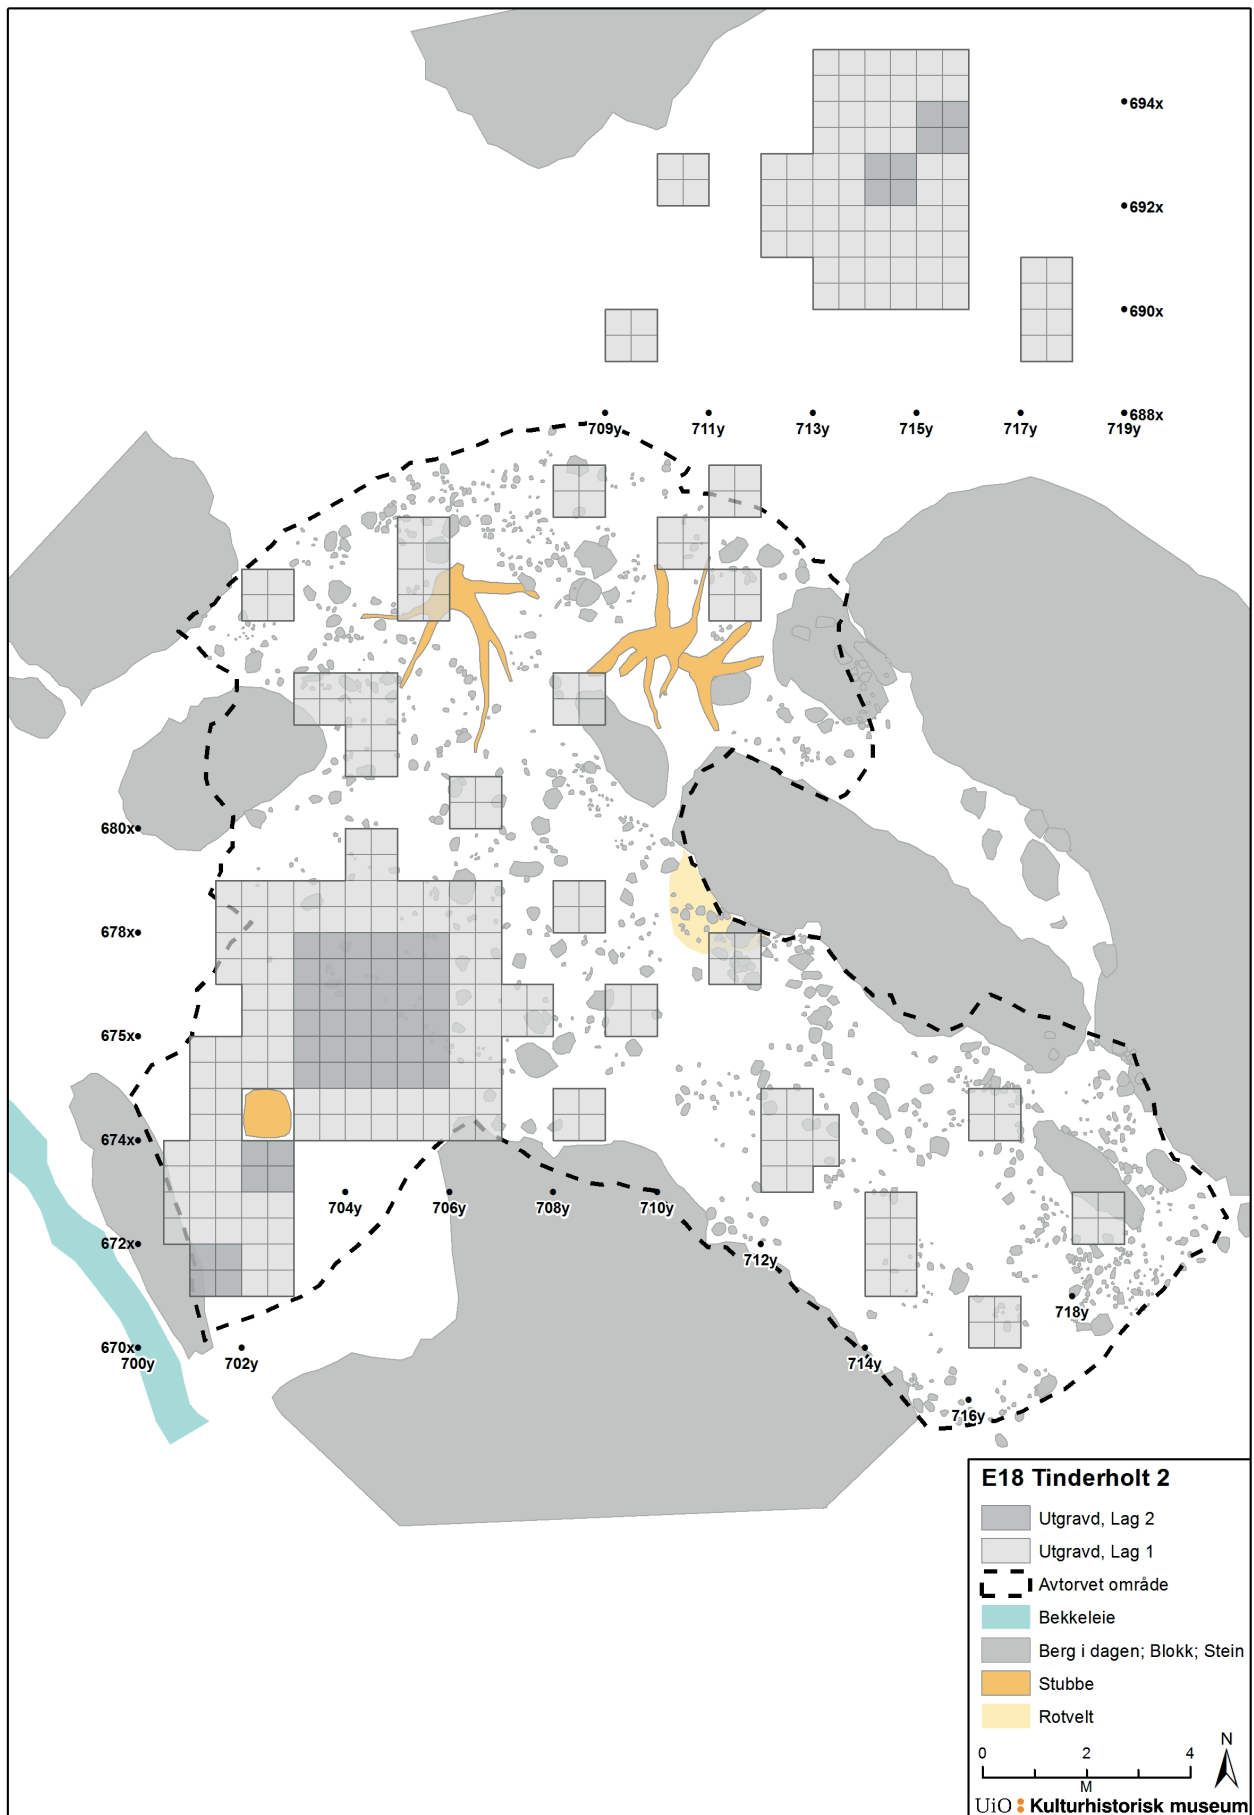 694x
692x
690x
688x
709y 711y 713y 715y 717y 719y
680x
678x
675x
674x
704y 706y 708y 710y
672x
712y
718y
670x
700y 702y
714y
716y
E18 Tinderholt 2
Utgravd, Lag 2
Utgravd, Lag 1
Avtorvet område
Bekkeleie
Berg i dagen; Blokk; Stein
Stubbe
Rotvelt
N
0 2 4
M
UiO Kulturhistorisk museum